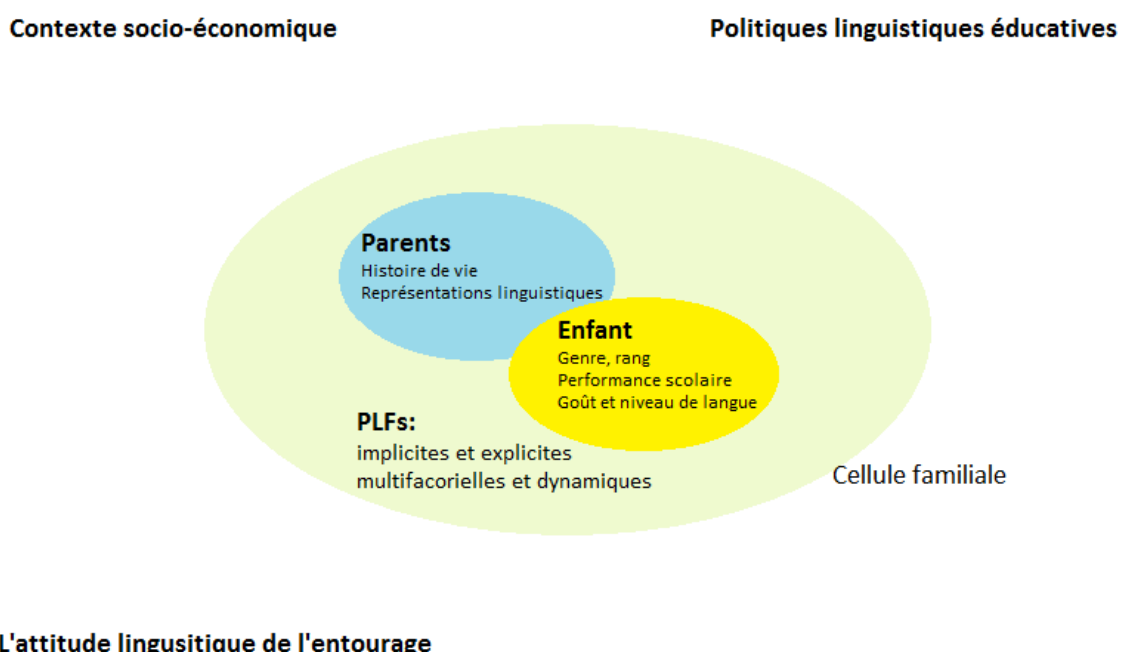 Contexte socio-économique
Politiques linguistiques éducatives
Parents
Histoire de vie
Représentations linguistiques
Enfant
Genre, rang
Performance scolaire
Goût et niveau de langue
PLFs:
implicites et explicites
multifacorielles et dynamiques
Cellule familiale
L'attitude lingusitique de l'entourage